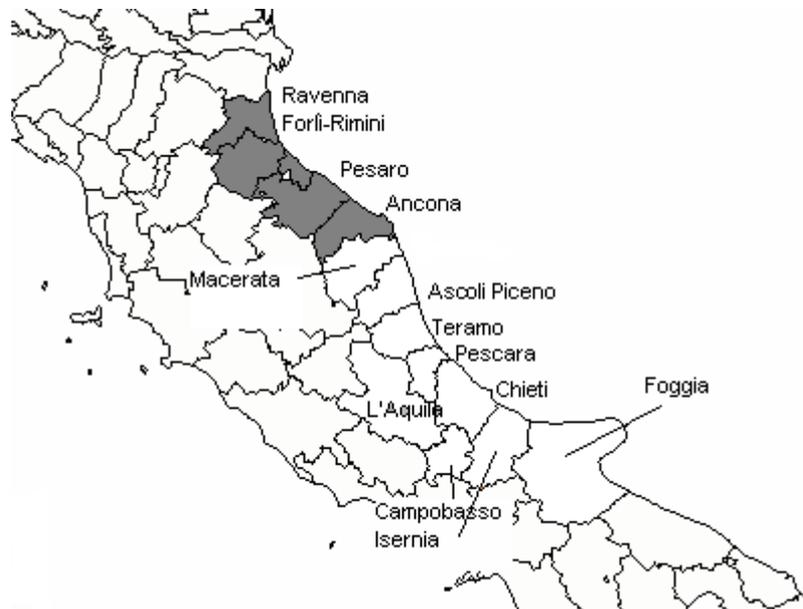 Ravenna
Forlì-Rimini
Pesaro
Ancona
Macerata
Ascoli Piceno
Teramo
Pescara
Chieti
Foggia
L'Aquila
Campobasso
Isernia